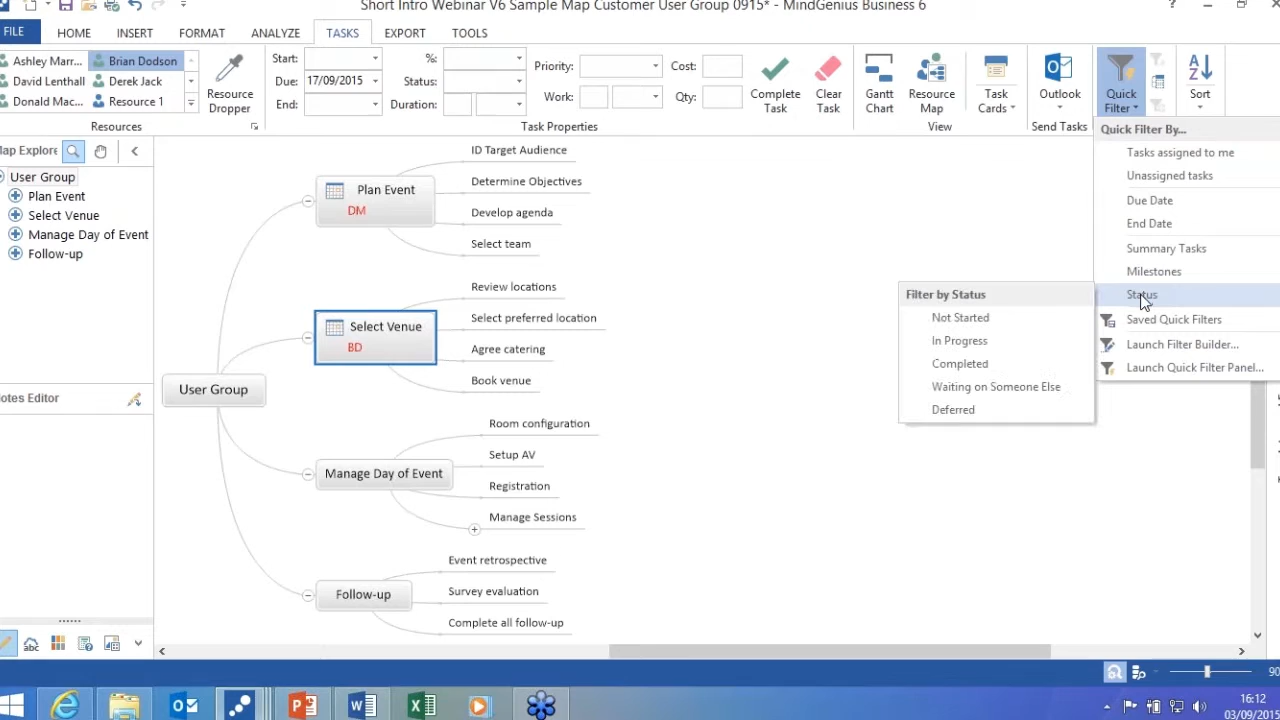 Short Intro Webinar V6 Sample Map Customer User Group 0915* - MindGenius Business 6
FILE HOME INSERT FORMAT ANALYZE TASKS EXPORT TOOLS
Ashley Marr... Brian Dodson
David Lenthall Derek Jack
Donald Mac... Resource 1
Resource Dropper
Resources
Start: %:
Due: 17/09/2015 Status:
End: Duration:
Priority: Cost:
Work: Qty:
Complete Task
Clear Task
Task Properties
Gantt Chart
Resource Map
Task Cards
View
Outlook
Send Tasks
Quick Filter
Sort
Quick Filter By...
Tasks assigned to me
Unassigned tasks
Due Date
End Date
Summary Tasks
Milestones
Status
Saved Quick Filters
Launch Filter Builder...
Launch Quick Filter Panel...
Filter by Status
Not Started
In Progress
Completed
Waiting on Someone Else
Deferred
Map Explore
User Group
Plan Event
Select Venue
Manage Day of Event
Follow-up
Notes Editor
User Group
Plan Event
DM
ID Target Audience
Determine Objectives
Develop agenda
Select team
Select Venue
BD
Review locations
Select preferred location
Agree catering
Book venue
Manage Day of Event
Room configuration
Setup AV
Registration
Manage Sessions
Follow-up
Event retrospective
Survey evaluation
Complete all follow-up
90
16:12
03/09/2015